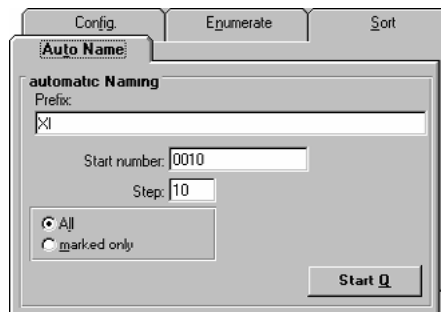 Config. Enumerate Sort
Auto Name
automatic Naming
Prefix:
XI
Start number: 0010
Step: 10
All
marked only
Start Q